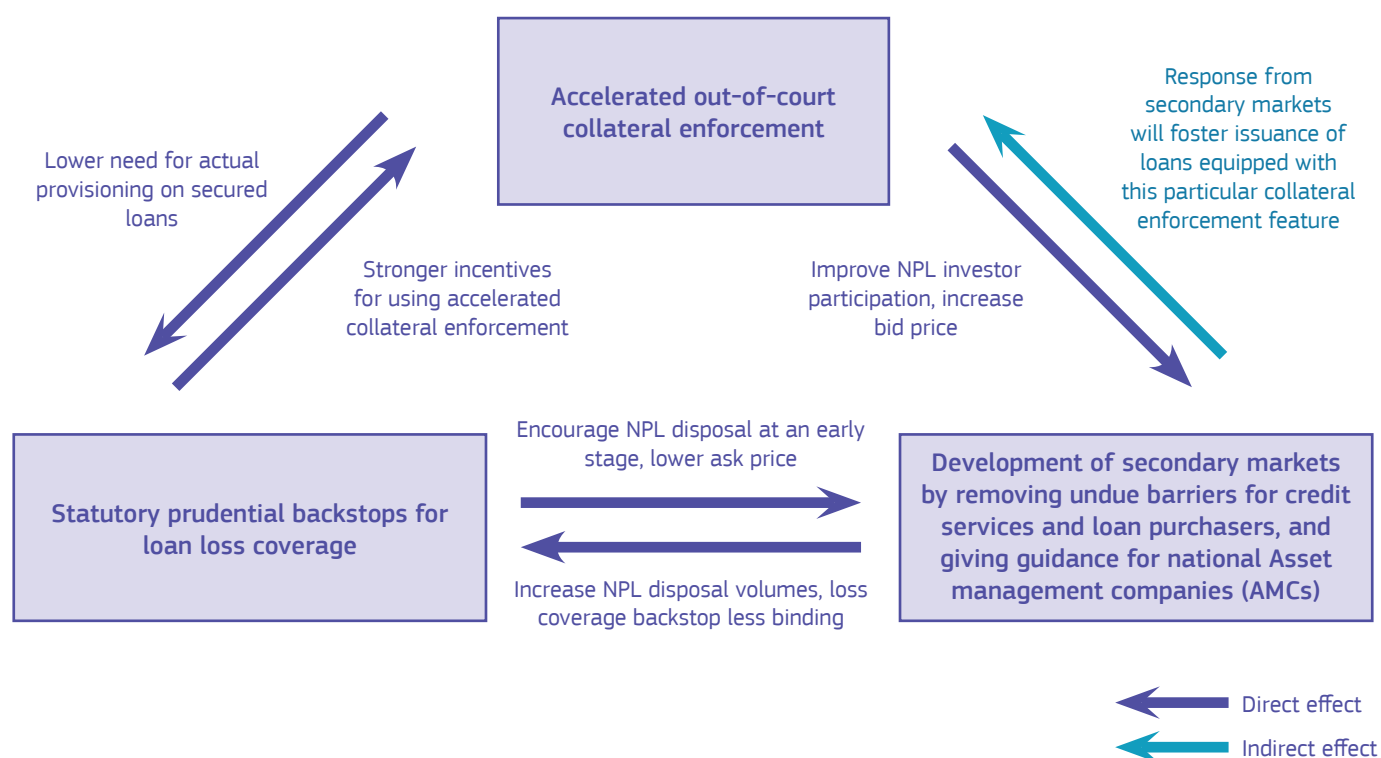 Accelerated out-of-court
collateral enforcement
Response from
secondary markets
will foster issuance of
loans equipped with
this particular collateral
enforcement feature
Lower need for actual
provisioning on secured
loans
Stronger incentives
for using accelerated
collateral enforcement
Improve NPL investor
participation, increase
bid price
Statutory prudential backstops for
loan loss coverage
Encourage NPL disposal at an early
stage, lower ask price
Increase NPL disposal volumes, loss
coverage backstop less binding
Development of secondary markets
by removing undue barriers for credit
services and loan purchasers, and
giving guidance for national Asset
management companies (AMCs)
Direct effect
Indirect effect